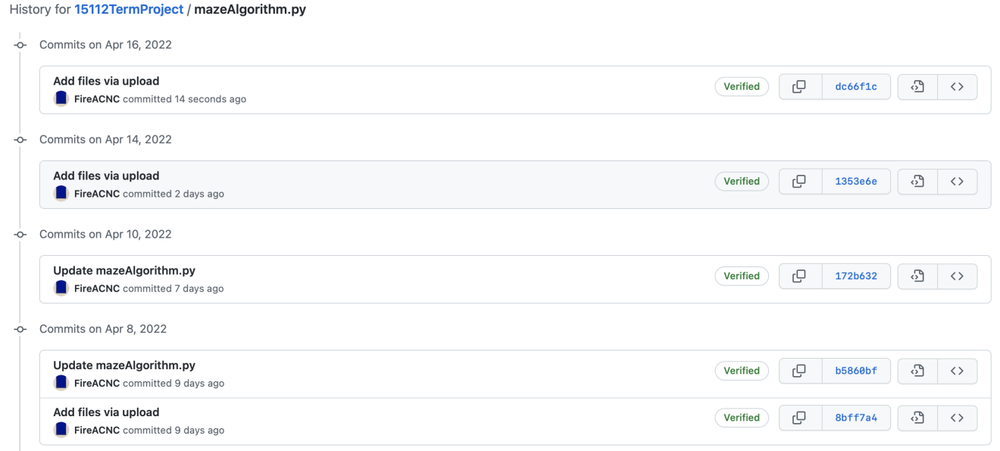 History for 15112TermProject / mazeAlgorithm.py
Commits on Apr 16, 2022
Add files via upload
FireACNC committed 14 seconds ago
Verified
dc66f1c
Commits on Apr 14, 2022
Add files via upload
FireACNC committed 2 days ago
Verified
1353e6e
Commits on Apr 10, 2022
Update mazeAlgorithm.py
FireACNC committed 7 days ago
Verified
172b632
Commits on Apr 8, 2022
Update mazeAlgorithm.py
FireACNC committed 9 days ago
Verified
b5860bf
Add files via upload
FireACNC committed 9 days ago
Verified
8bff7a4